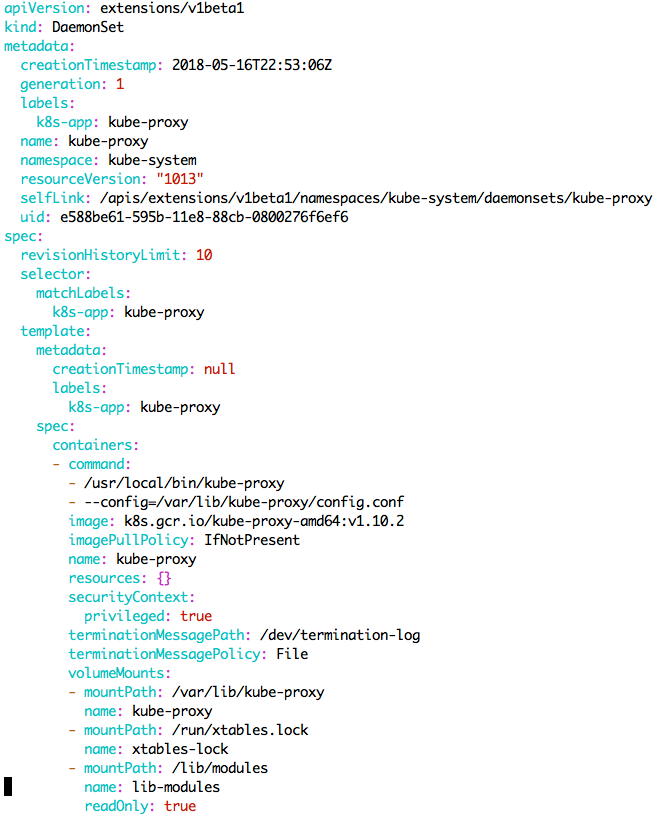 apiVersion: extensions/v1beta1
kind: DaemonSet
metadata:
  creationTimestamp: 2018-05-16T22:53:06Z
  generation: 1
  labels:
    k8s-app: kube-proxy
  name: kube-proxy
  namespace: kube-system
  resourceVersion: "1013"
  selfLink: /apis/extensions/v1beta1/namespaces/kube-system/daemonsets/kube-proxy
  uid: e588be61-595b-11e8-88cb-0800276f6ef6
spec:
  revisionHistoryLimit: 10
  selector:
    matchLabels:
      k8s-app: kube-proxy
  template:
    metadata:
      creationTimestamp: null
      labels:
        k8s-app: kube-proxy
    spec:
      containers:
      - command:
        - /usr/local/bin/kube-proxy
        - --config=/var/lib/kube-proxy/config.conf
        image: k8s.gcr.io/kube-proxy-amd64:v1.10.2
        imagePullPolicy: IfNotPresent
        name: kube-proxy
        resources: {}
        securityContext:
          privileged: true
        terminationMessagePath: /dev/termination-log
        terminationMessagePolicy: File
        volumeMounts:
        - mountPath: /var/lib/kube-proxy
          name: kube-proxy
        - mountPath: /run/xtables.lock
          name: xtables-lock
        - mountPath: /lib/modules
          name: lib-modules
          readOnly: true